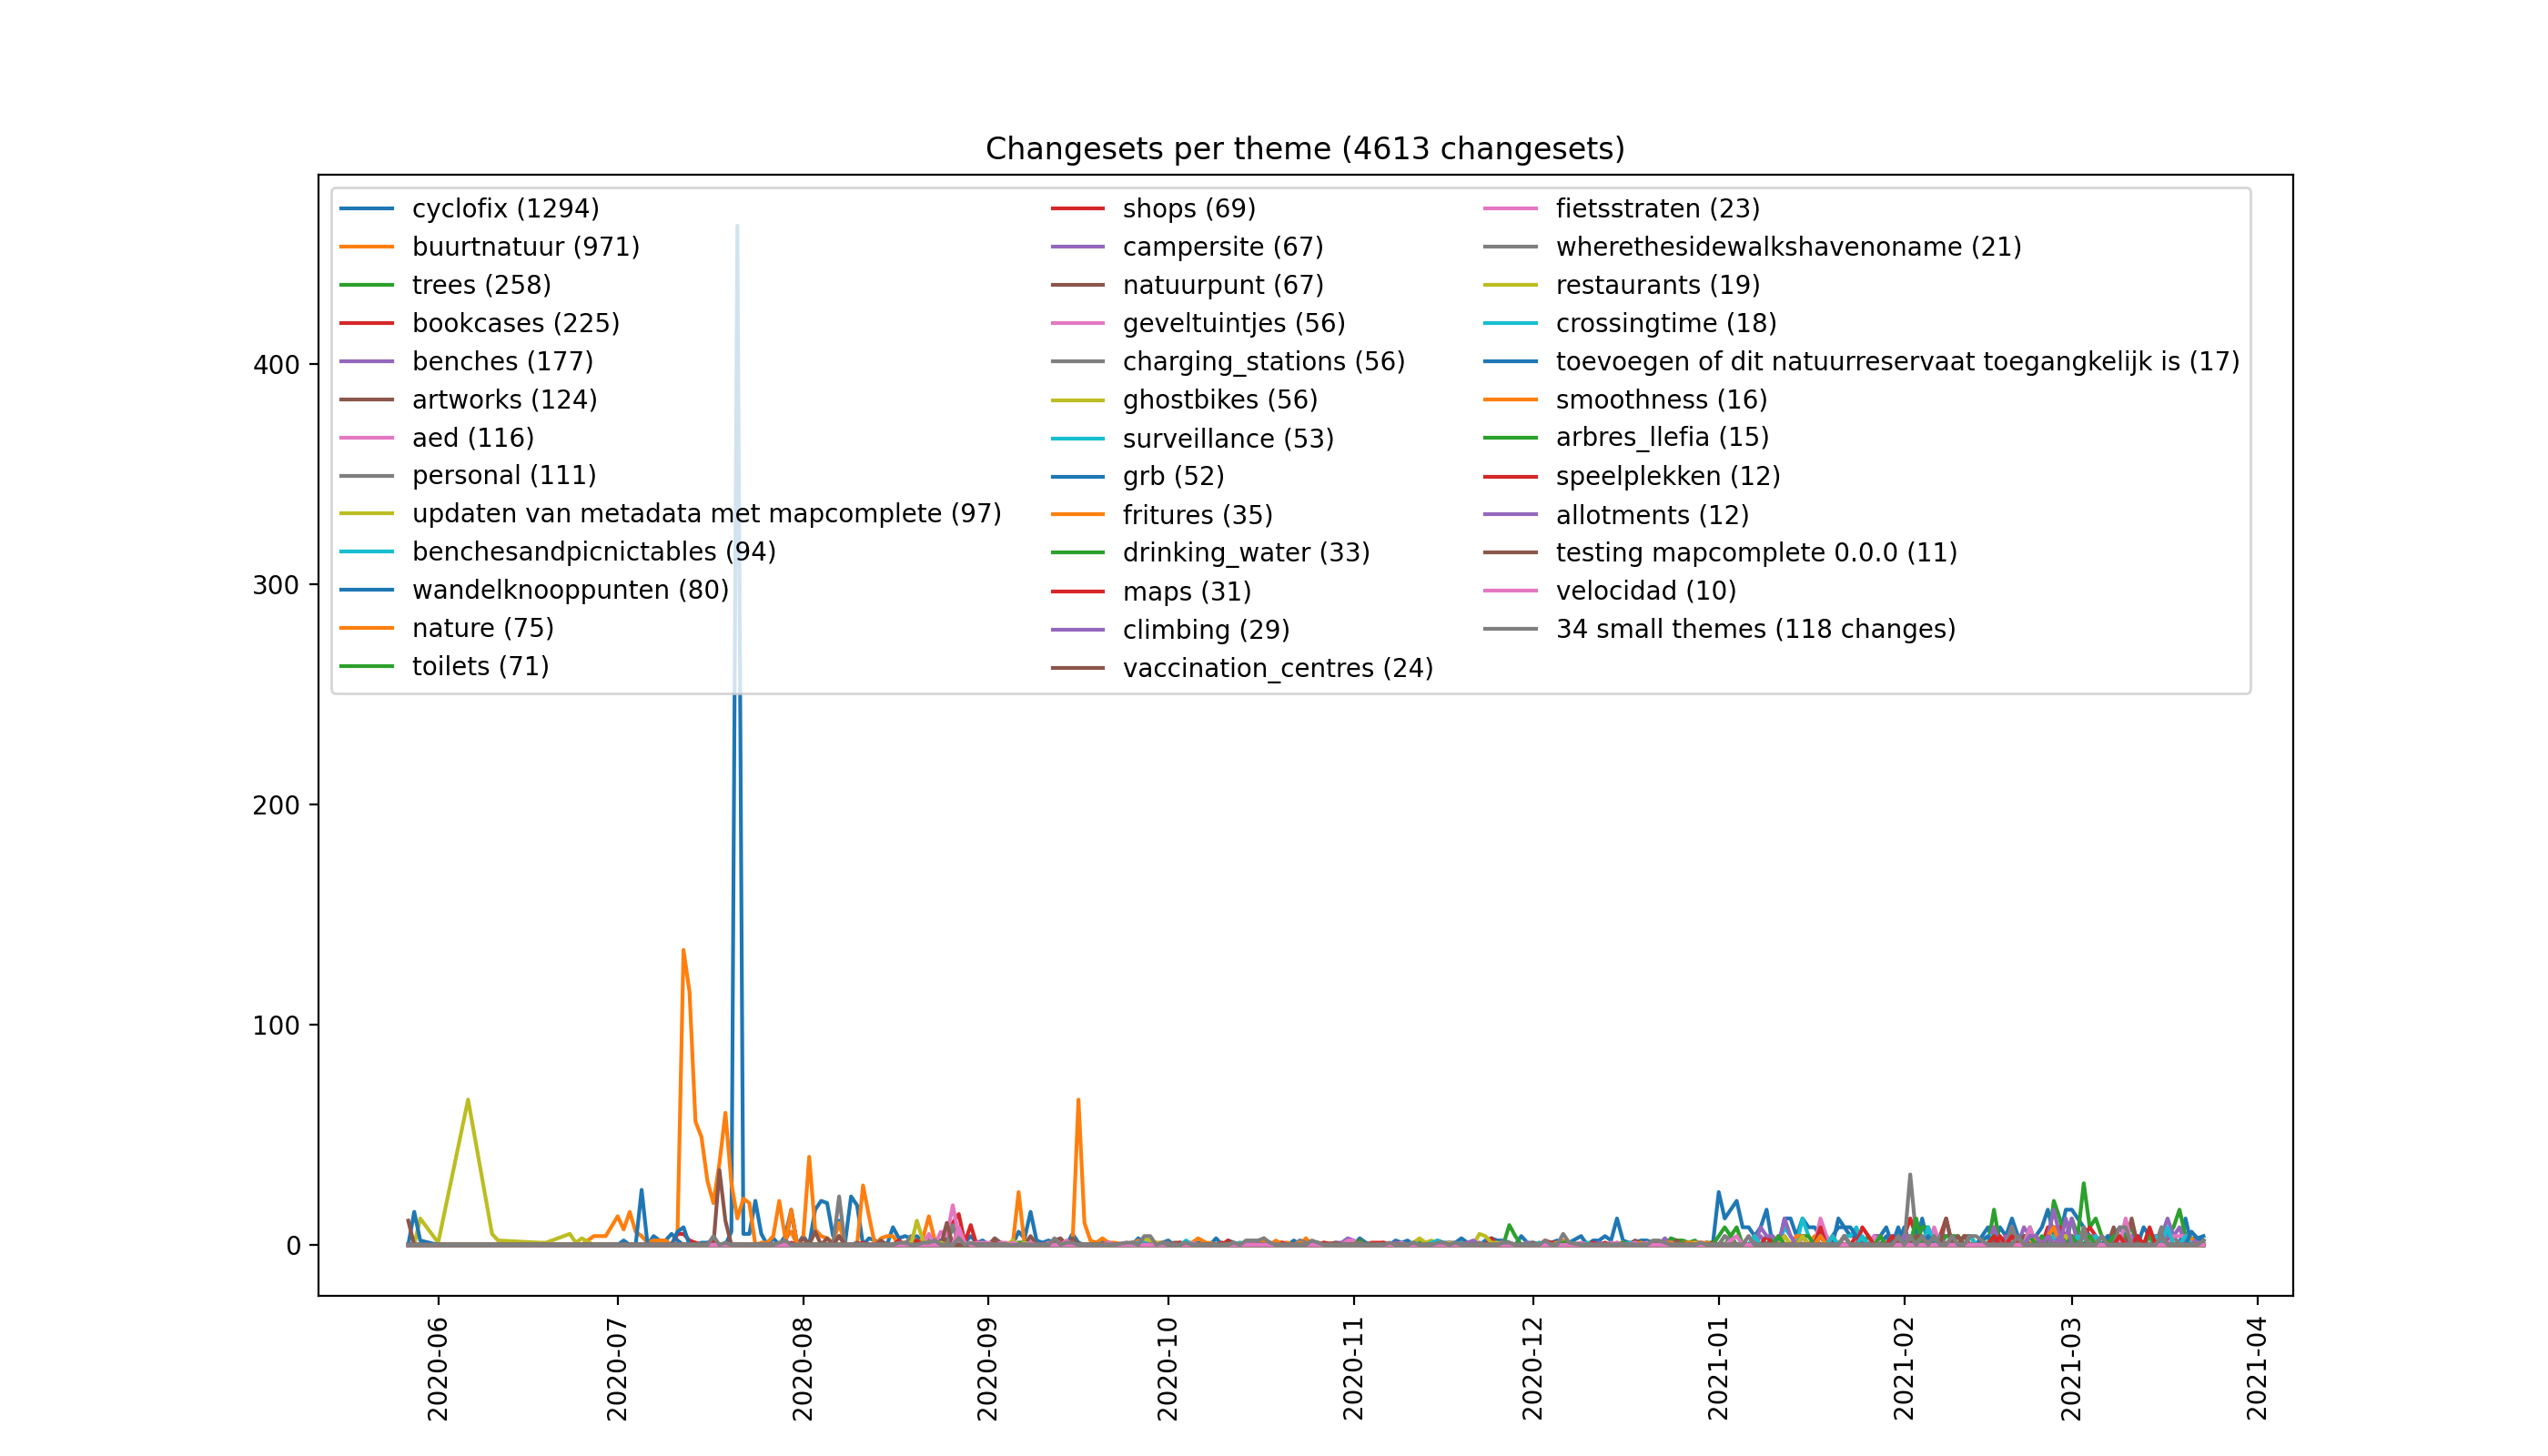 Changesets per theme (4613 changesets)
cyclofix (1294)
buurtnatuur (971)
trees (258)
bookcases (225)
benches (177)
artworks (124)
aed (116)
personal (111)
updaten van metadata met mapcomplete (97)
benchesandpicnictables (94)
wandelknooppunten (80)
nature (75)
toilets (71)
shops (69)
campersite (67)
natuurpunt (67)
geveltuintjes (56)
charging_stations (56)
ghostbikes (56)
surveillance (53)
grb (52)
fritures (35)
drinking_water (33)
maps (31)
climbing (29)
vaccination_centres (24)
fietsstraten (23)
wherethesidewalkshavenoname (21)
restaurants (19)
crossingtime (18)
toevoegen of dit natuurreservaat toegangkelijk is (17)
smoothness (16)
arbres_llefia (15)
speelplekken (12)
allotments (12)
testing mapcomplete 0.0.0 (11)
velocidad (10)
34 small themes (118 changes)
400
300
200
100
0
2020-06
2020-07
2020-08
2020-09
2020-10
2020-11
2020-12
2021-01
2021-02
2021-03
2021-04